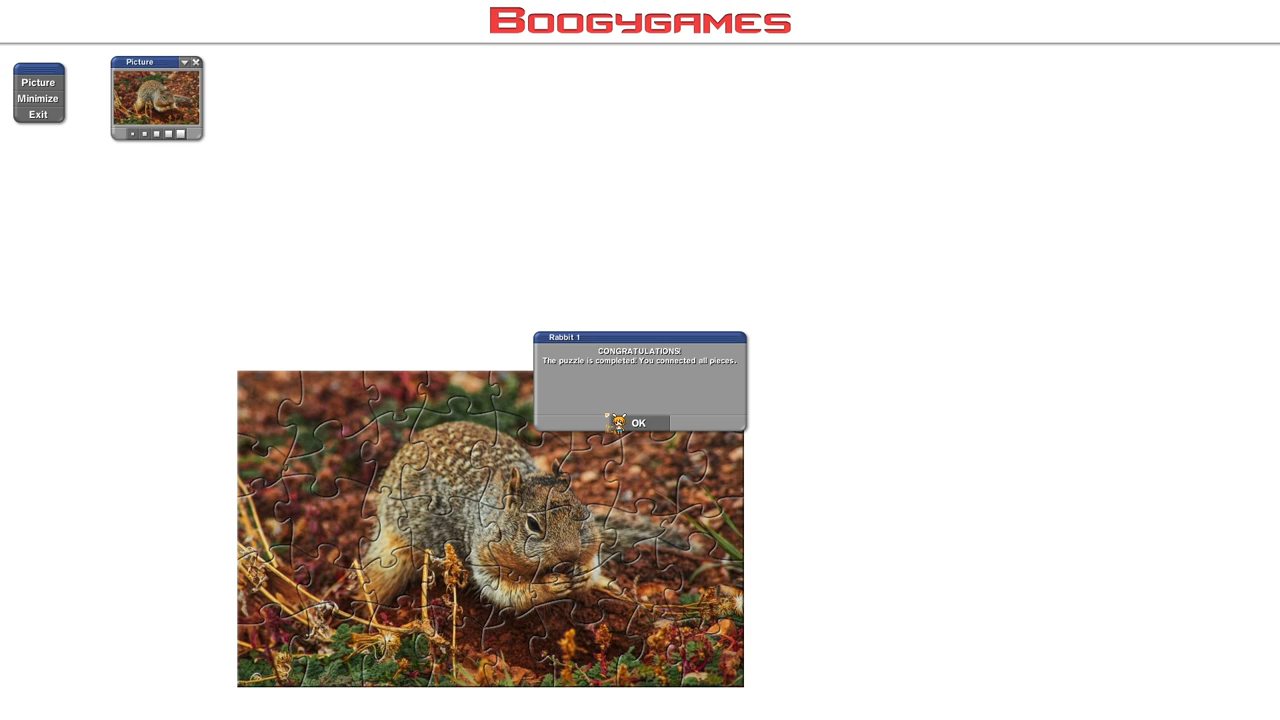 BOOGYGAMES
Picture
Minimize
Exit
Picture
Rabbit 1
CONGRATULATIONS!
The puzzle is completed! You connected all pieces.
OK